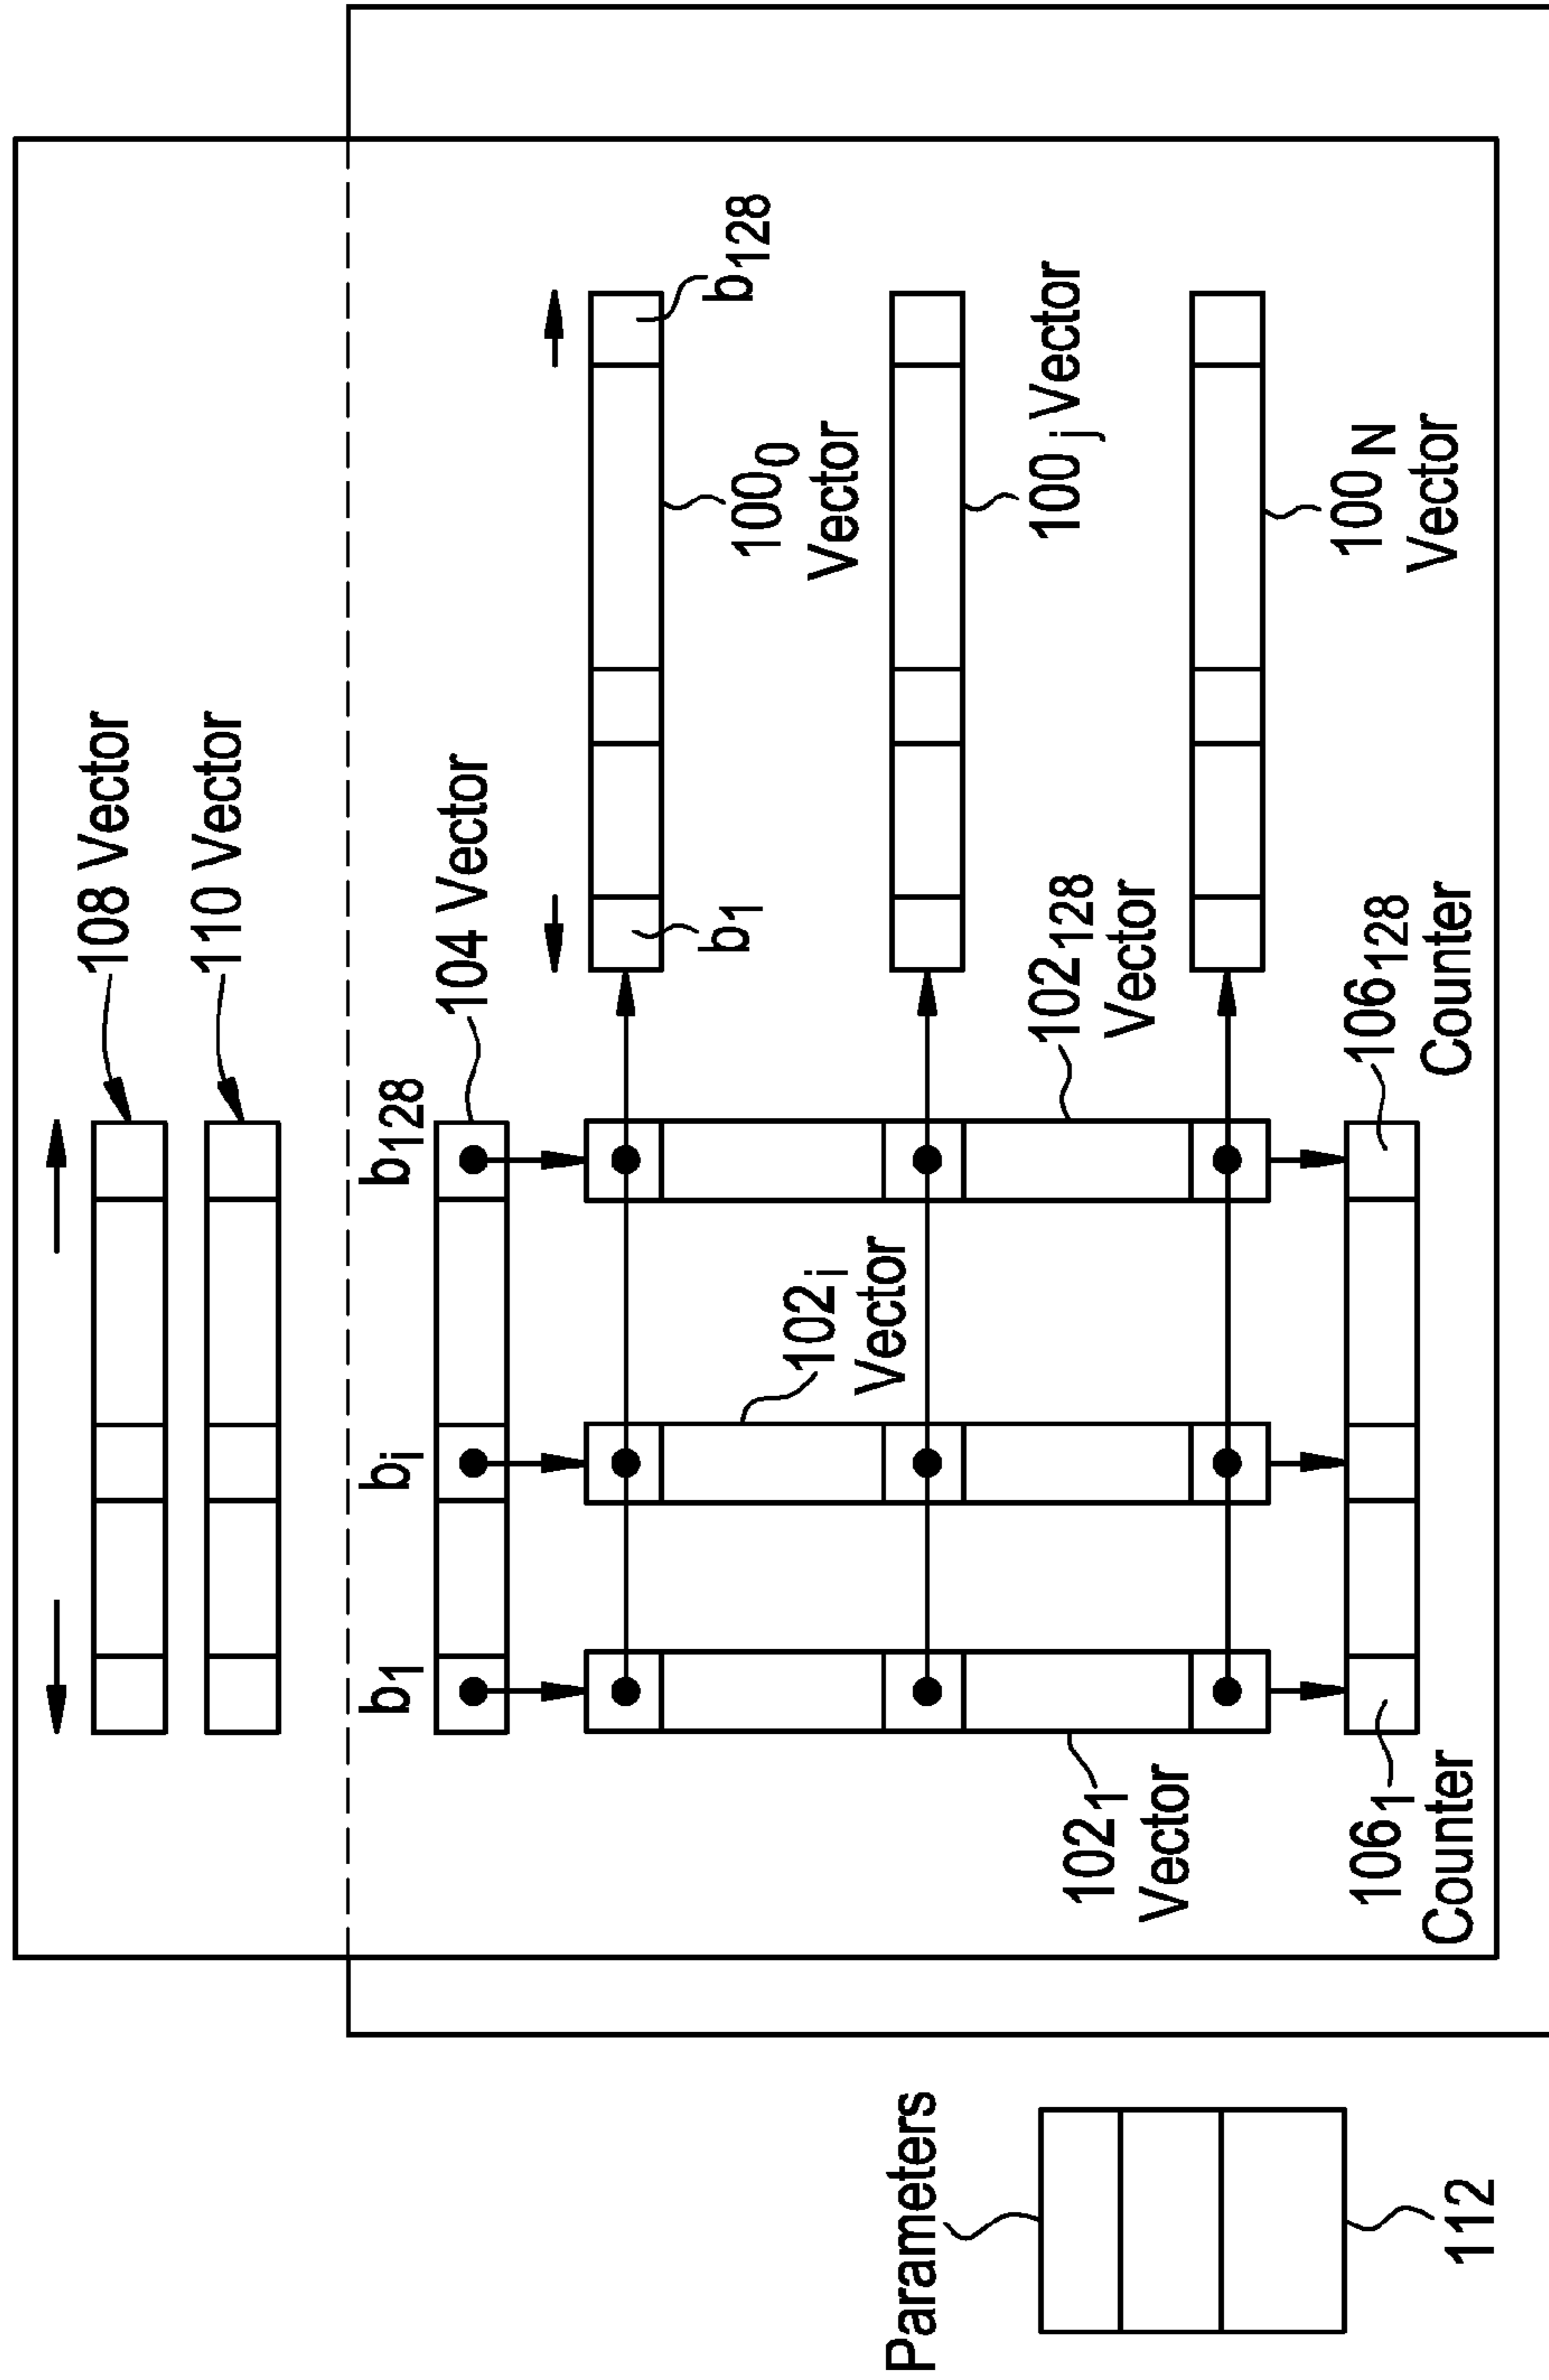 108 Vector
110 Vector
b1 bi b128
104 Vector
b128
b1
1000
Vector
102i
Vector
100j Vector
102128
Vector
1021
Vector
100N
Vector
1061
Counter
106128
Counter
Parameters
112